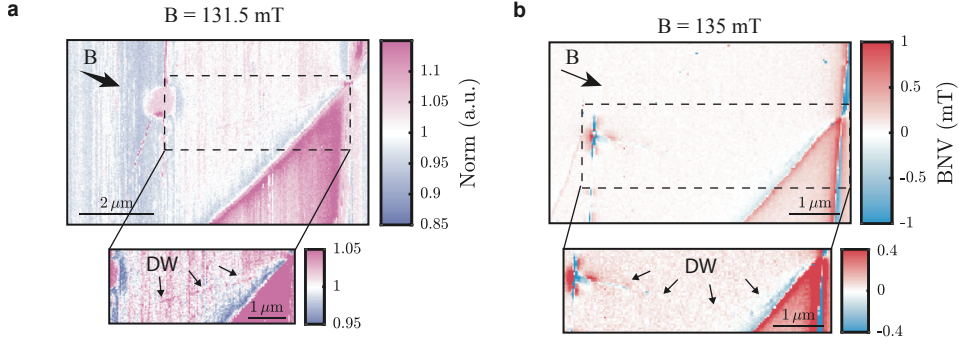 a
B = 131.5 mT
B
2 μm
1.1
1.05
1
0.95
0.9
0.85
Norm (a.u.)
DW
1 μm
1.05
1
0.95
b
B = 135 mT
B
1 μm
1
0.5
0
-0.5
-1
BNV (mT)
DW
1 μm
0.4
0
-0.4